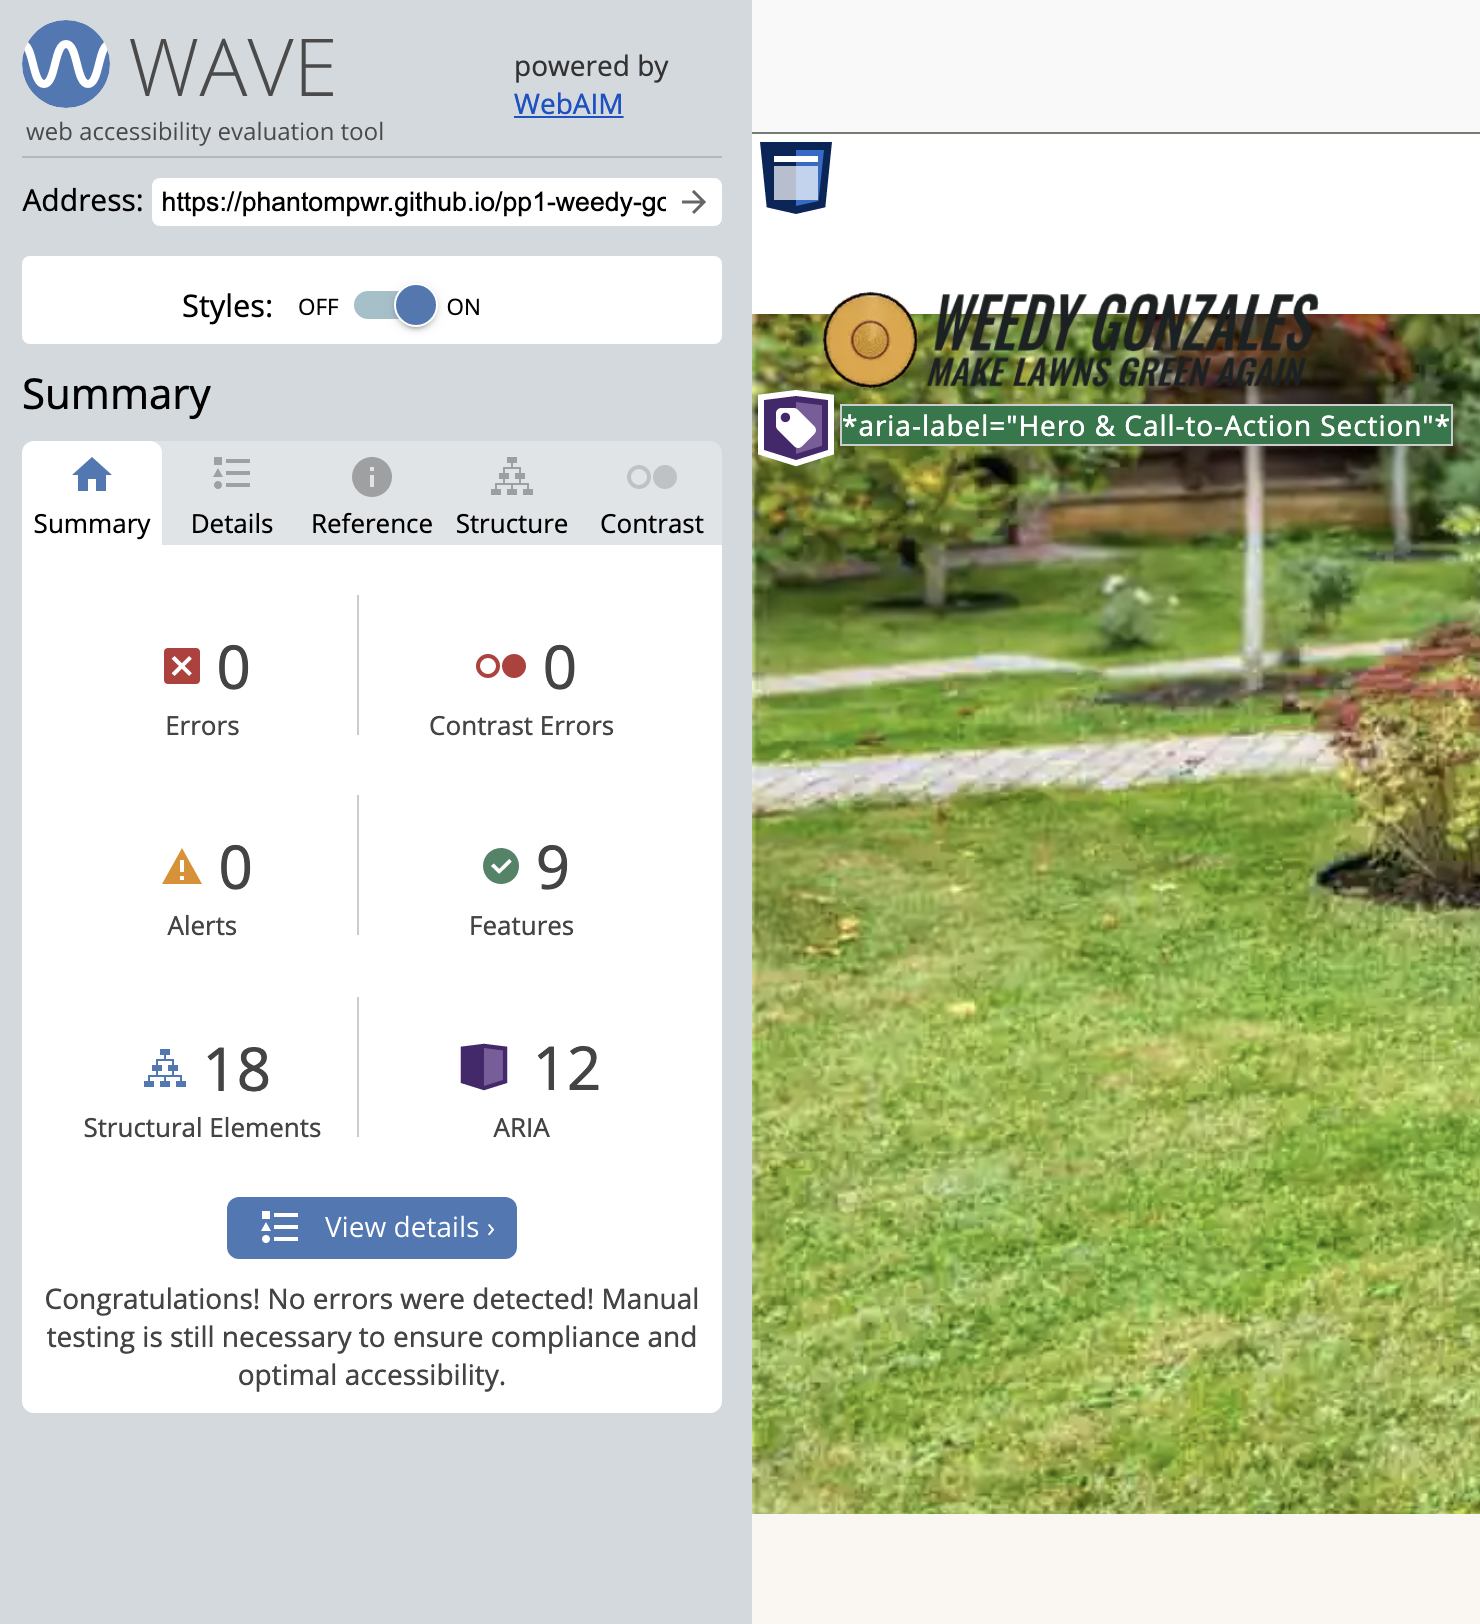 WAVE
powered by
WebAIM
web accessibility evaluation tool
Address: https://phantompwr.github.io/pp1-weedy-go
Styles: OFF ON
Summary
Summary Details Reference Structure Contrast
0 0
Errors Contrast Errors
0 9
Alerts Features
18 12
Structural Elements ARIA
View details ›
Congratulations! No errors were detected! Manual
testing is still necessary to ensure compliance and
optimal accessibility.
WEEDY GONZALES
MAKE LAWNS GREEN AGAIN
*aria-label="Hero & Call-to-Action Section"*